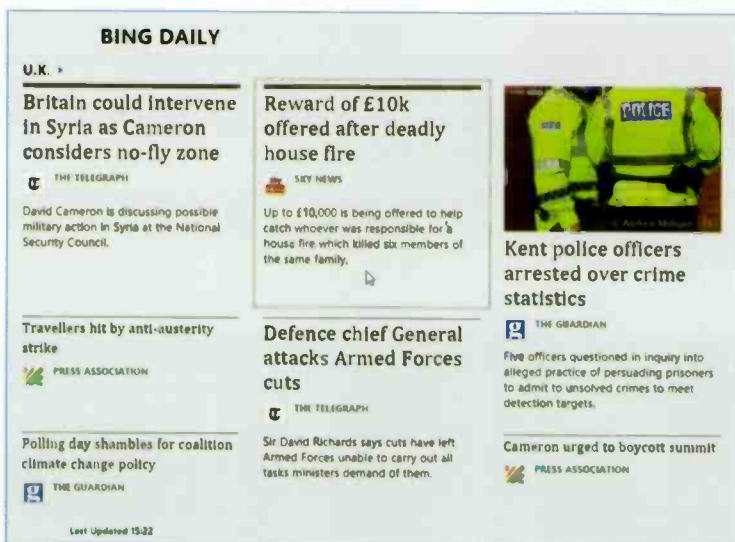 BING DAILY
U.K.
Britain could intervene
in Syria as Cameron
considers no-fly zone
THE TELEGRAPH
David Cameron is discussing possible
military action in Syria at the National
Security Council.
Travellers hit by anti-austerity
strike
PRESS ASSOCIATION
Polling day shambles for coalition
climate change policy
g THE GUARDIAN
Last Updated 15:22
Reward of £10k
offered after deadly
house fire
SKY NEWS
Up to £10,000 is being offered to help
catch whoever was responsible for a
house fire which killed six members of
the same family.
Defence chief General
attacks Armed Forces
cuts
THE TELEGRAPH
Sir David Richards says cuts have left
Armed Forces unable to carry out all
tasks ministers demand of them.
POLICE
Kent police officers
arrested over crime
statistics
g THE GUARDIAN
Five officers questioned in inquiry into
alleged practice of persuading prisoners
to admit to unsolved crimes to meet
detection targets.
Cameron urged to boycott summit
PRESS ASSOCIATION